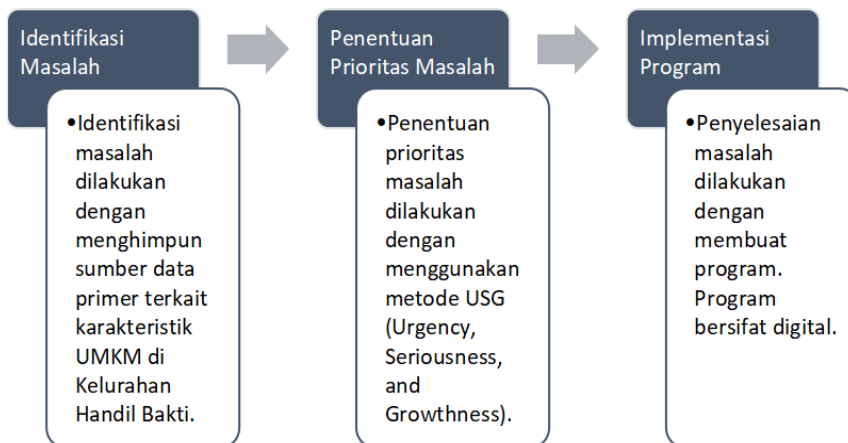 Identifikasi
Masalah
•Identifikasi
masalah
dilakukan
dengan
menghimpun
sumber data
primer terkait
karakteristik
UMKM di
Kelurahan
Handil Bakti.
Penentuan
Prioritas Masalah
•Penentuan
prioritas
masalah
dilakukan
dengan
menggunakan
metode USG
(Urgency,
Seriousness,
and
Growthness).
Implementasi
Program
•Penyelesaian
masalah
dilakukan
dengan
membuat
program.
Program
bersifat digital.